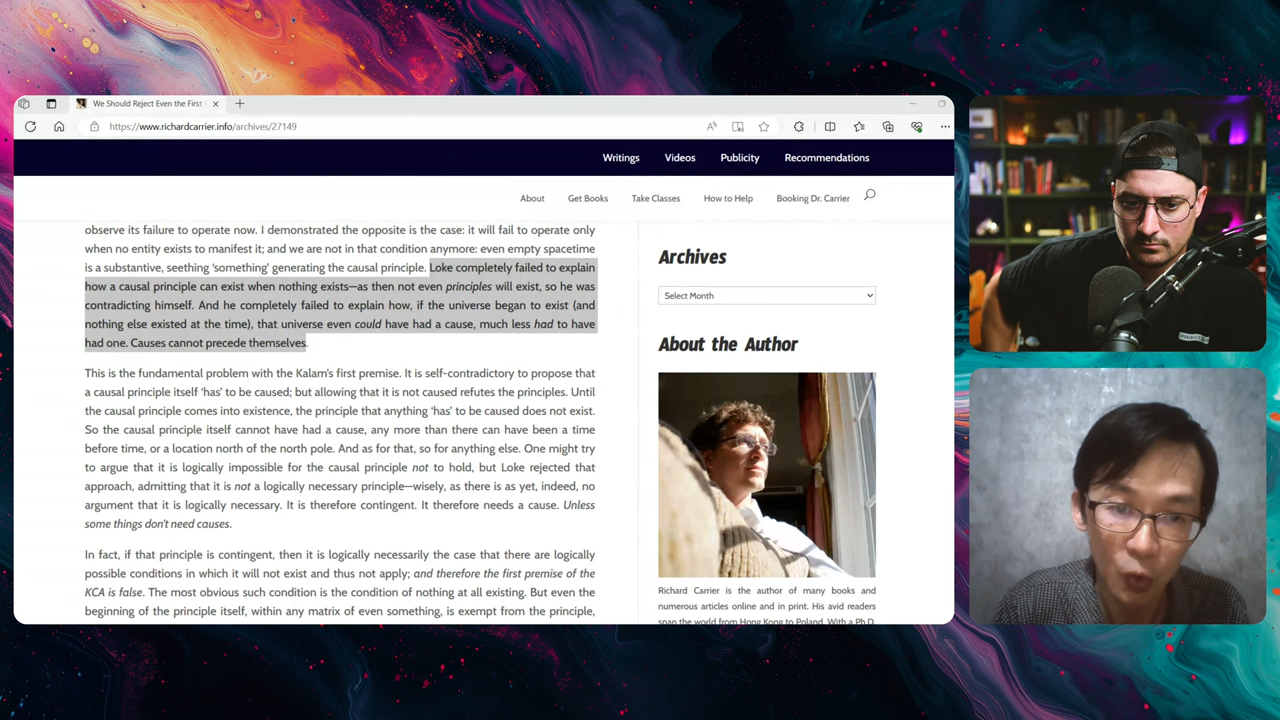 We Should Reject Even the First
https://www.richardcarrier.info/archives/27149
Writings Videos Publicity Recommendations
About Get Books Take Classes How to Help Booking Dr. Carrier
observe its failure to operate now. I demonstrated the opposite is the case: it will fail to operate only
when no entity exists to manifest it; and we are not in that condition anymore: even empty spacetime
is a substantive, seething ‘something’ generating the causal principle. Loke completely failed to explain
how a causal principle can exist when nothing exists—as then not even principles will exist, so he was
contradicting himself. And he completely failed to explain how, if the universe began to exist (and
nothing else existed at the time), that universe even could have had a cause, much less had to have
had one. Causes cannot precede themselves.
This is the fundamental problem with the Kalam’s first premise. It is self-contradictory to propose that
a causal principle itself ‘has’ to be caused; but allowing that it is not caused refutes the principles. Until
the causal principle comes into existence, the principle that anything ‘has’ to be caused does not exist.
So the causal principle itself cannot have had a cause, any more than there can have been a time
before time, or a location north of the north pole. And as for that, so for anything else. One might try
to argue that it is logically impossible for the causal principle not to hold, but Loke rejected that
approach, admitting that it is not a logically necessary principle—wisely, as there is as yet, indeed, no
argument that it is logically necessary. It is therefore contingent. It therefore needs a cause. Unless
some things don’t need causes.
In fact, if that principle is contingent, then it is logically necessarily the case that there are logically
possible conditions in which it will not exist and thus not apply; and therefore the first premise of the
KCA is false. The most obvious such condition is the condition of nothing at all existing. But even the
beginning of the principle itself, within any matrix of even something, is exempt from the principle,
Archives
Select Month
About the Author
Richard Carrier is the author of many books and
numerous articles online and in print. His avid readers
span the world from Hong Kong to Poland. With a Ph.D.